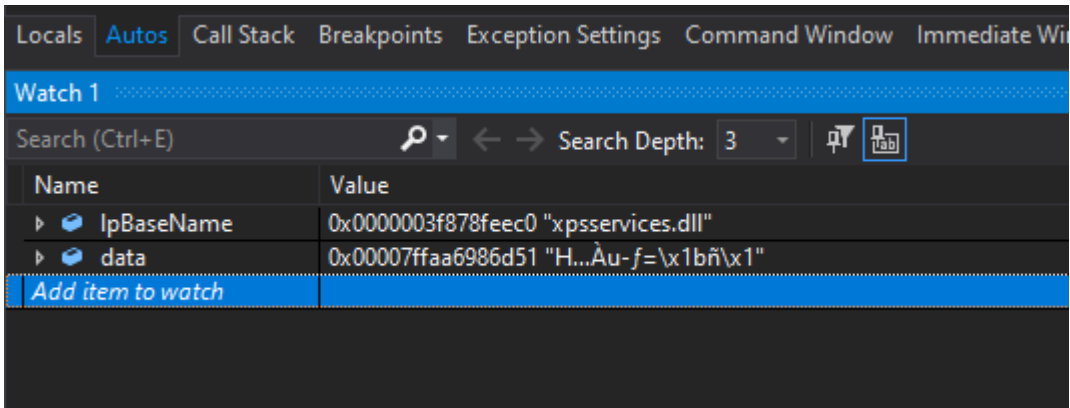 Locals Autos Call Stack Breakpoints Exception Settings Command Window Immediate Wi
Watch 1
Search (Ctrl+E) Search Depth: 3
Name Value
lpBaseName 0x0000003f878feec0 "xpsservices.dll"
data 0x00007ffaa6986d51 "H...Àu-ƒ=\x1bñ\x1"
Add item to watch